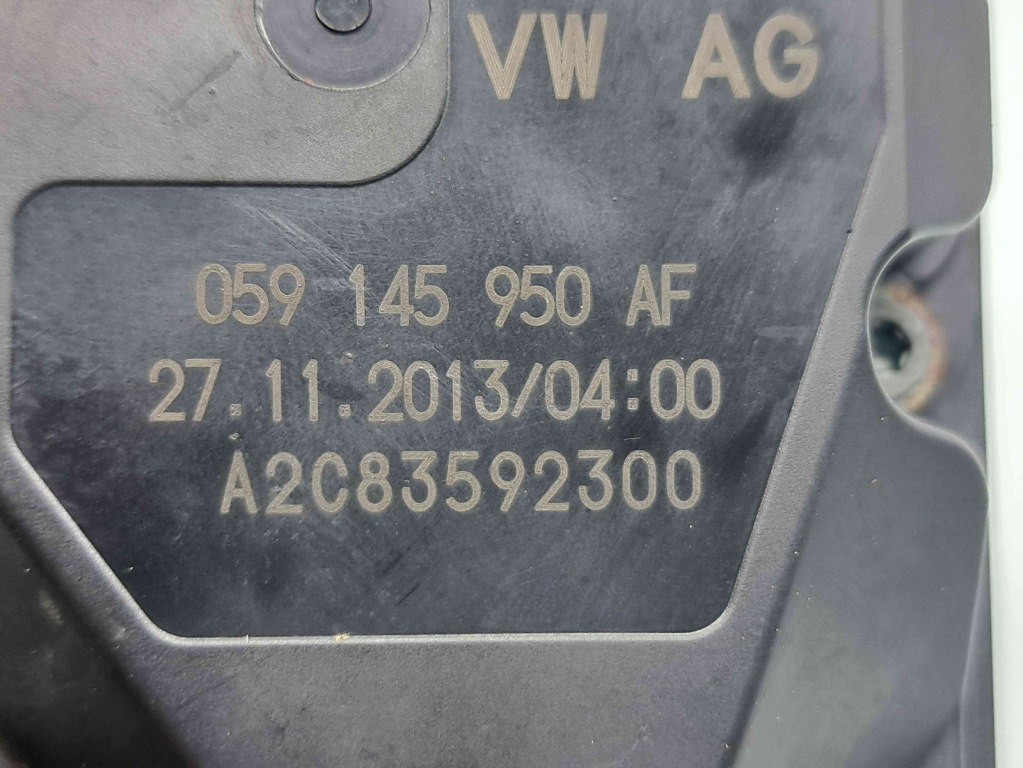 VW AG
059 145 950 AF
27.11.2013/04:00
A2C83592300